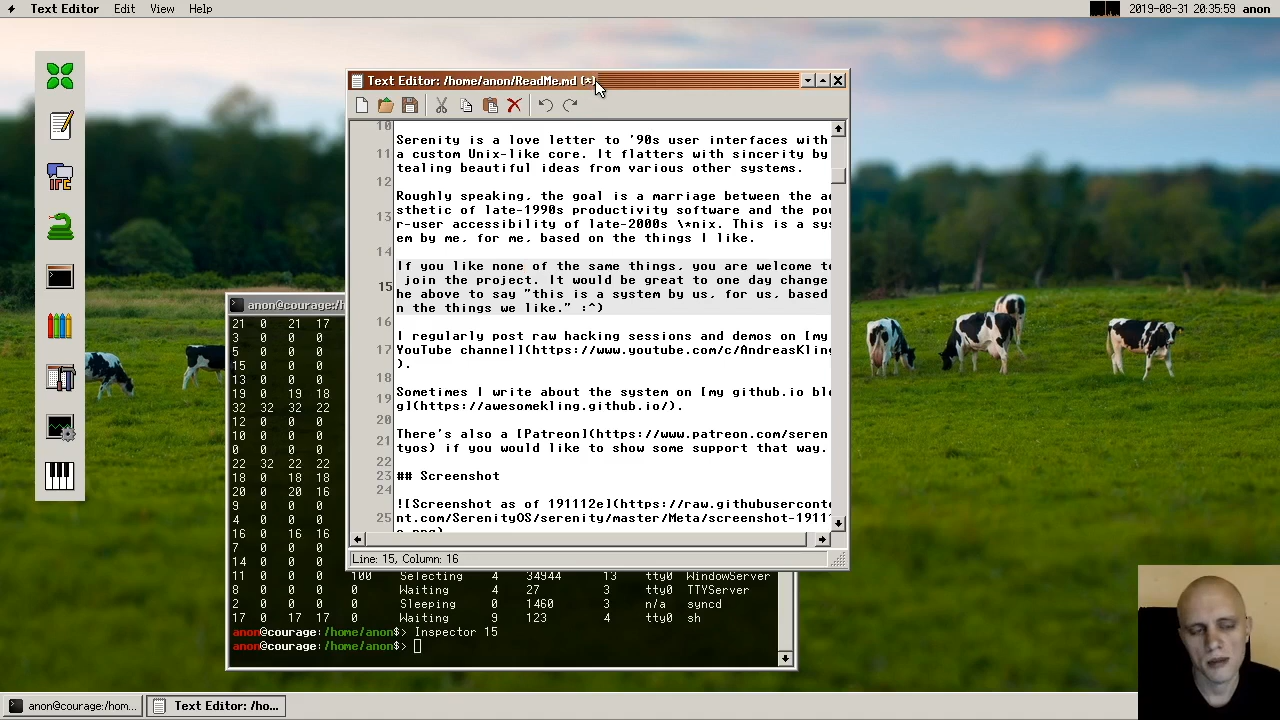 Text Editor Edit View Help 2019-08-31 20:35:59 anon
Text Editor: /home/anon/ReadMe.md [*]
10
Serenity is a love letter to '90s user interfaces with
11 a custom Unix-like core. It flatters with sincerity by
tealing beautiful ideas from various other systems.
12
Roughly speaking, the goal is a marriage between the ae
13 sthetic of late-1990s productivity software and the pow
r-user accessibility of late-2000s \*nix. This is a sys
em by me, for me, based on the things I like.
14
If you like none of the same things, you are welcome to
15 join the project. It would be great to one day change
he above to say "this is a system by us, for us, based
n the things we like." :^)
16
I regularly post raw hacking sessions and demos on [my
17 YouTube channel](https://www.youtube.com/c/AndreasKling
).
18
Sometimes I write about the system on [my github.io blo
19 g](https://awesomekling.github.io/).
20
There's also a [Patreon](https://www.patreon.com/seren
21 tyos) if you would like to show some support that way.
22
23 ## Screenshot
24
![Screenshot as of 191112e](https://raw.githubuserconte
25 nt.com/SerenityOS/serenity/master/Meta/screenshot-1911
Line: 15, Column: 16
IRC
anon@courage:/h
21 0 21 17
3 0 0 0
5 0 0 0
15 0 0 0
13 0 0 0
19 0 19 18
32 32 32 22
12 0 0 0
10 0 0 0
0 0 0 0
22 32 22 22
18 0 18 18
20 0 20 16
9 0 0 0
4 0 0 0
16 0 16 16
7 0 0 0
14 0 0 0
11 0 0 0 100 Selecting 4 34944 13 tty0 WindowServer
8 0 0 0 Waiting 4 27 3 tty0 TTYServer
2 0 0 0 Sleeping 0 1460 3 n/a syncd
17 0 17 17 0 Waiting 9 123 4 tty0 sh
anon@courage:/home/anon$> Inspector 15
anon@courage:/home/anon$>
anon@courage:/hom... Text Editor: /ho...